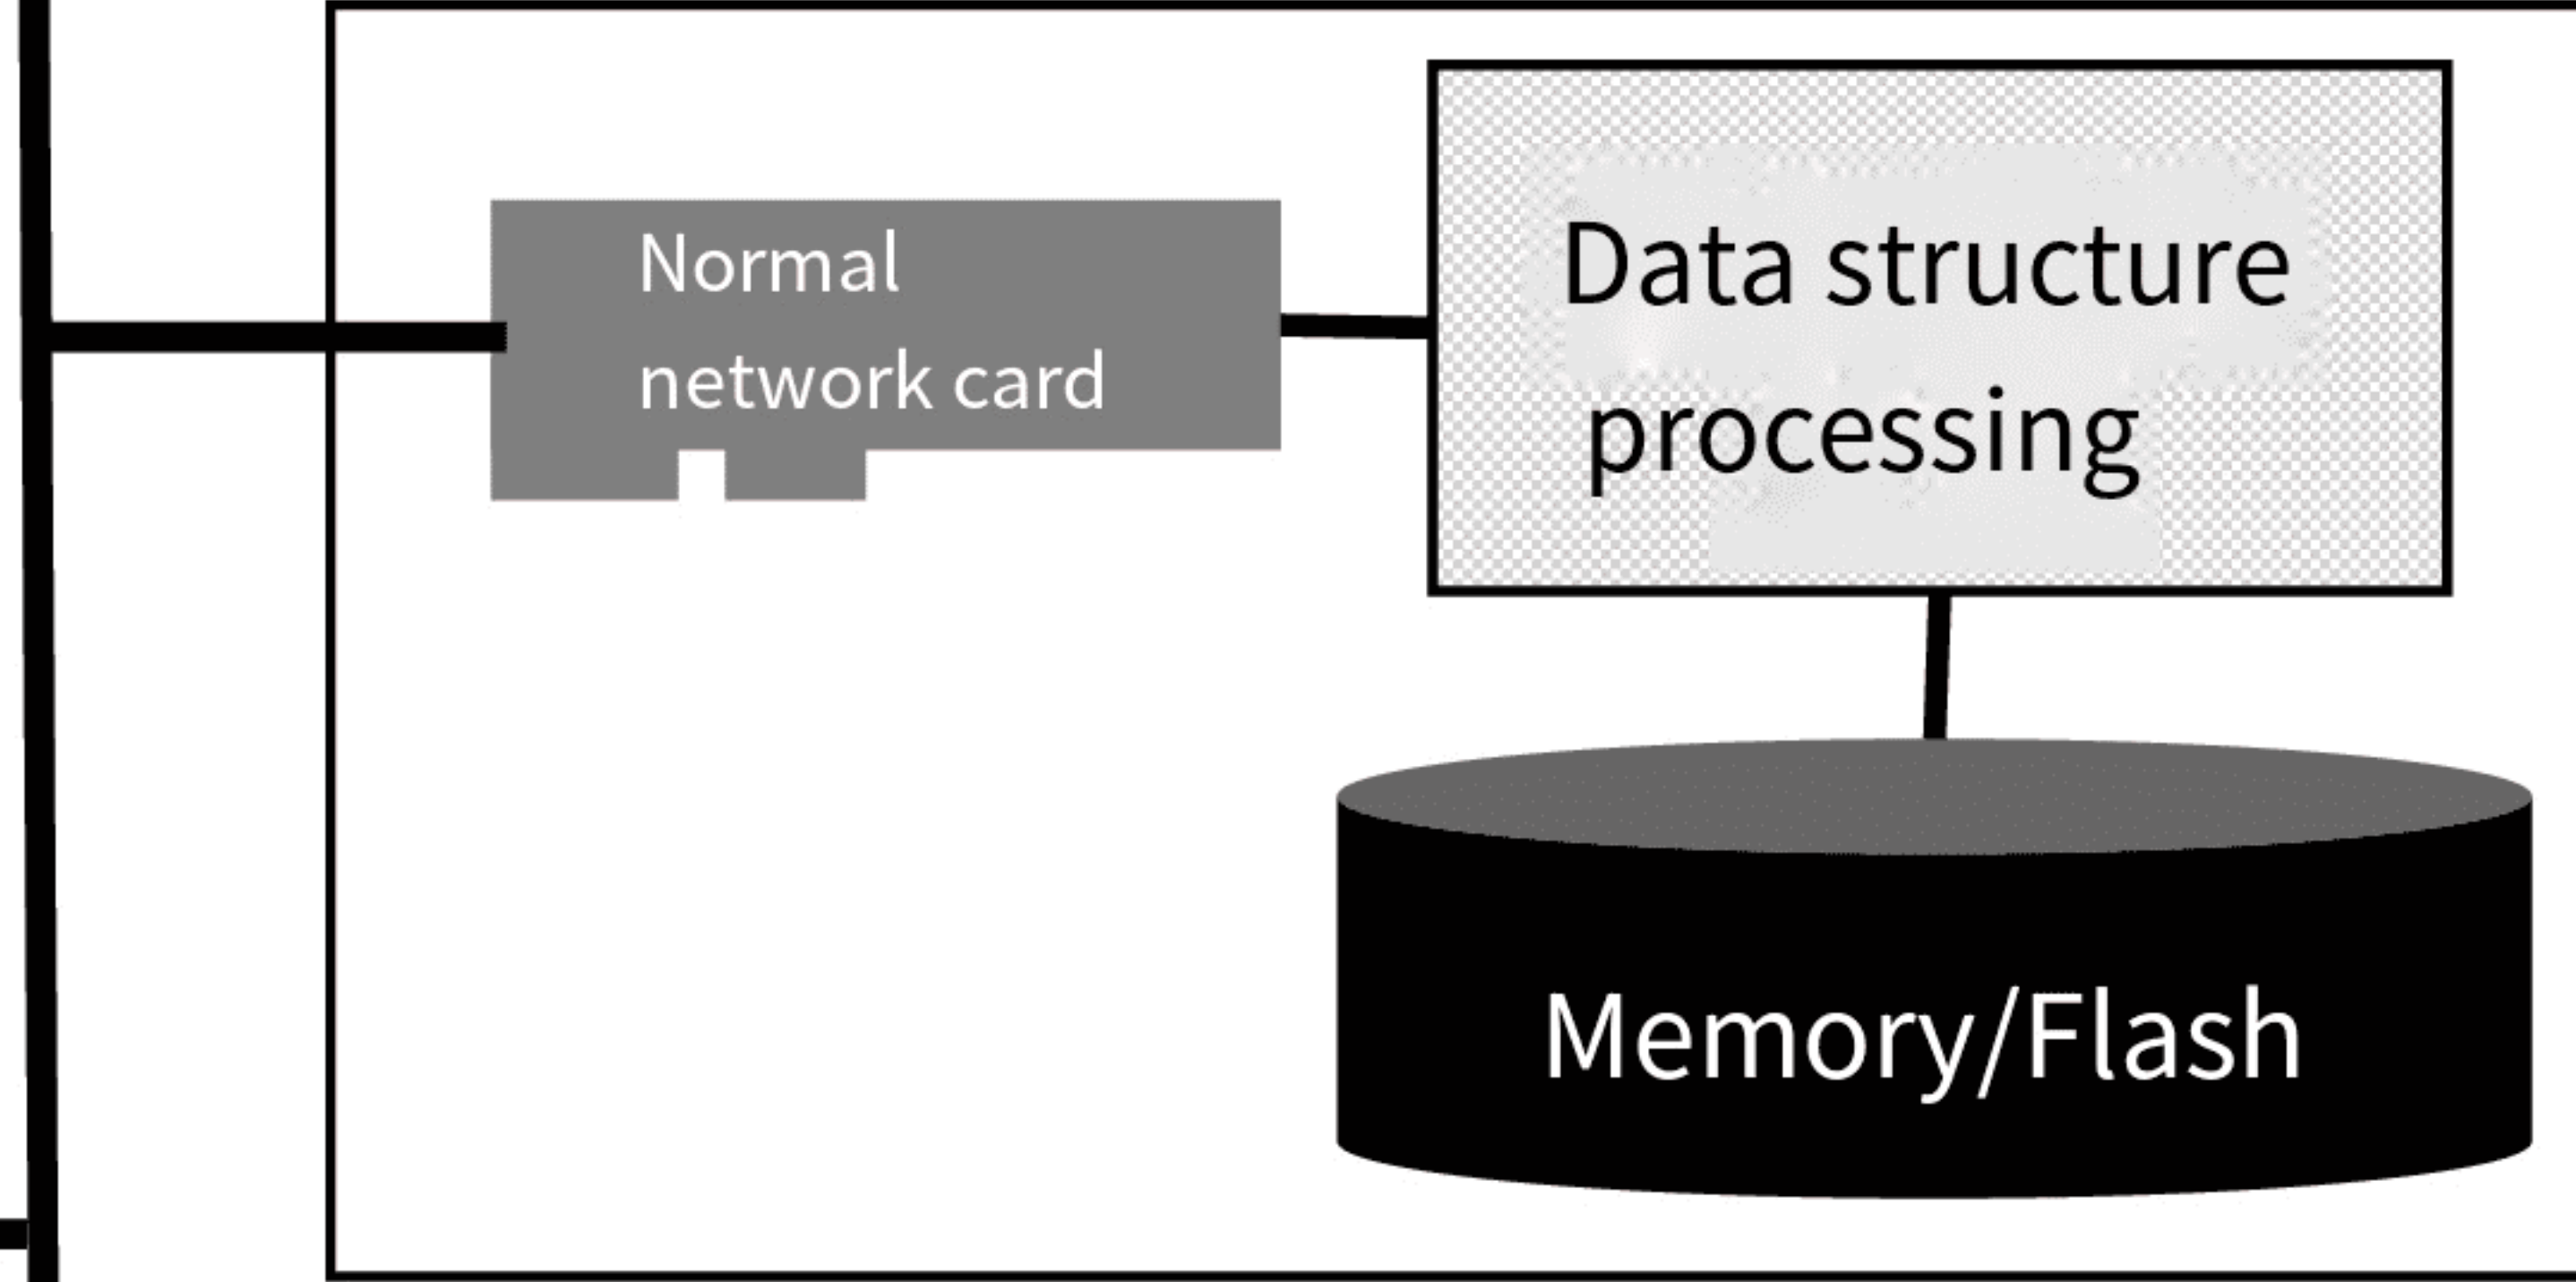 Normal
network card
Data structure
processing
Memory/Flash